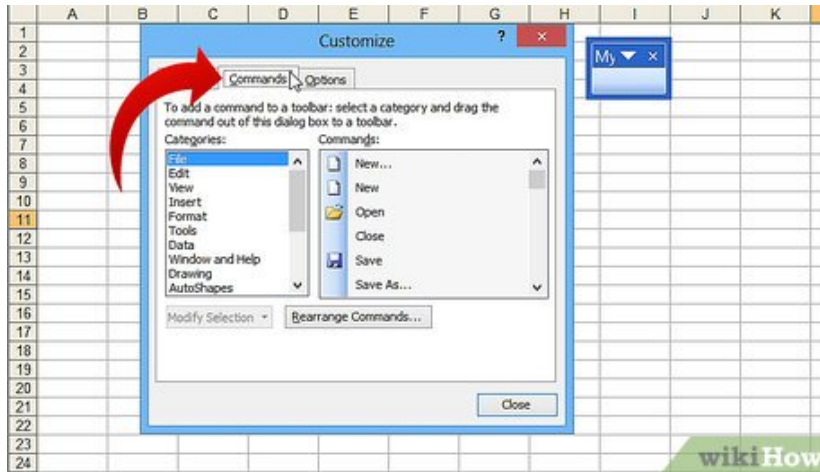 A B C D E F G H I J K
1
2
3
4
5
6
7
8
9
10
11
12
13
14
15
16
17
18
19
20
21
22
23
24
Customize ? ×
Commands Options
To add a command to a toolbar: select a category and drag the
command out of this dialog box to a toolbar.
Categories: Commands:
File
Edit
View
Insert
Format
Tools
Data
Window and Help
Drawing
AutoShapes
New...
New
Open
Close
Save
Save As...
Modify Selection
Rearrange Commands...
Close
My ×
wikiHow